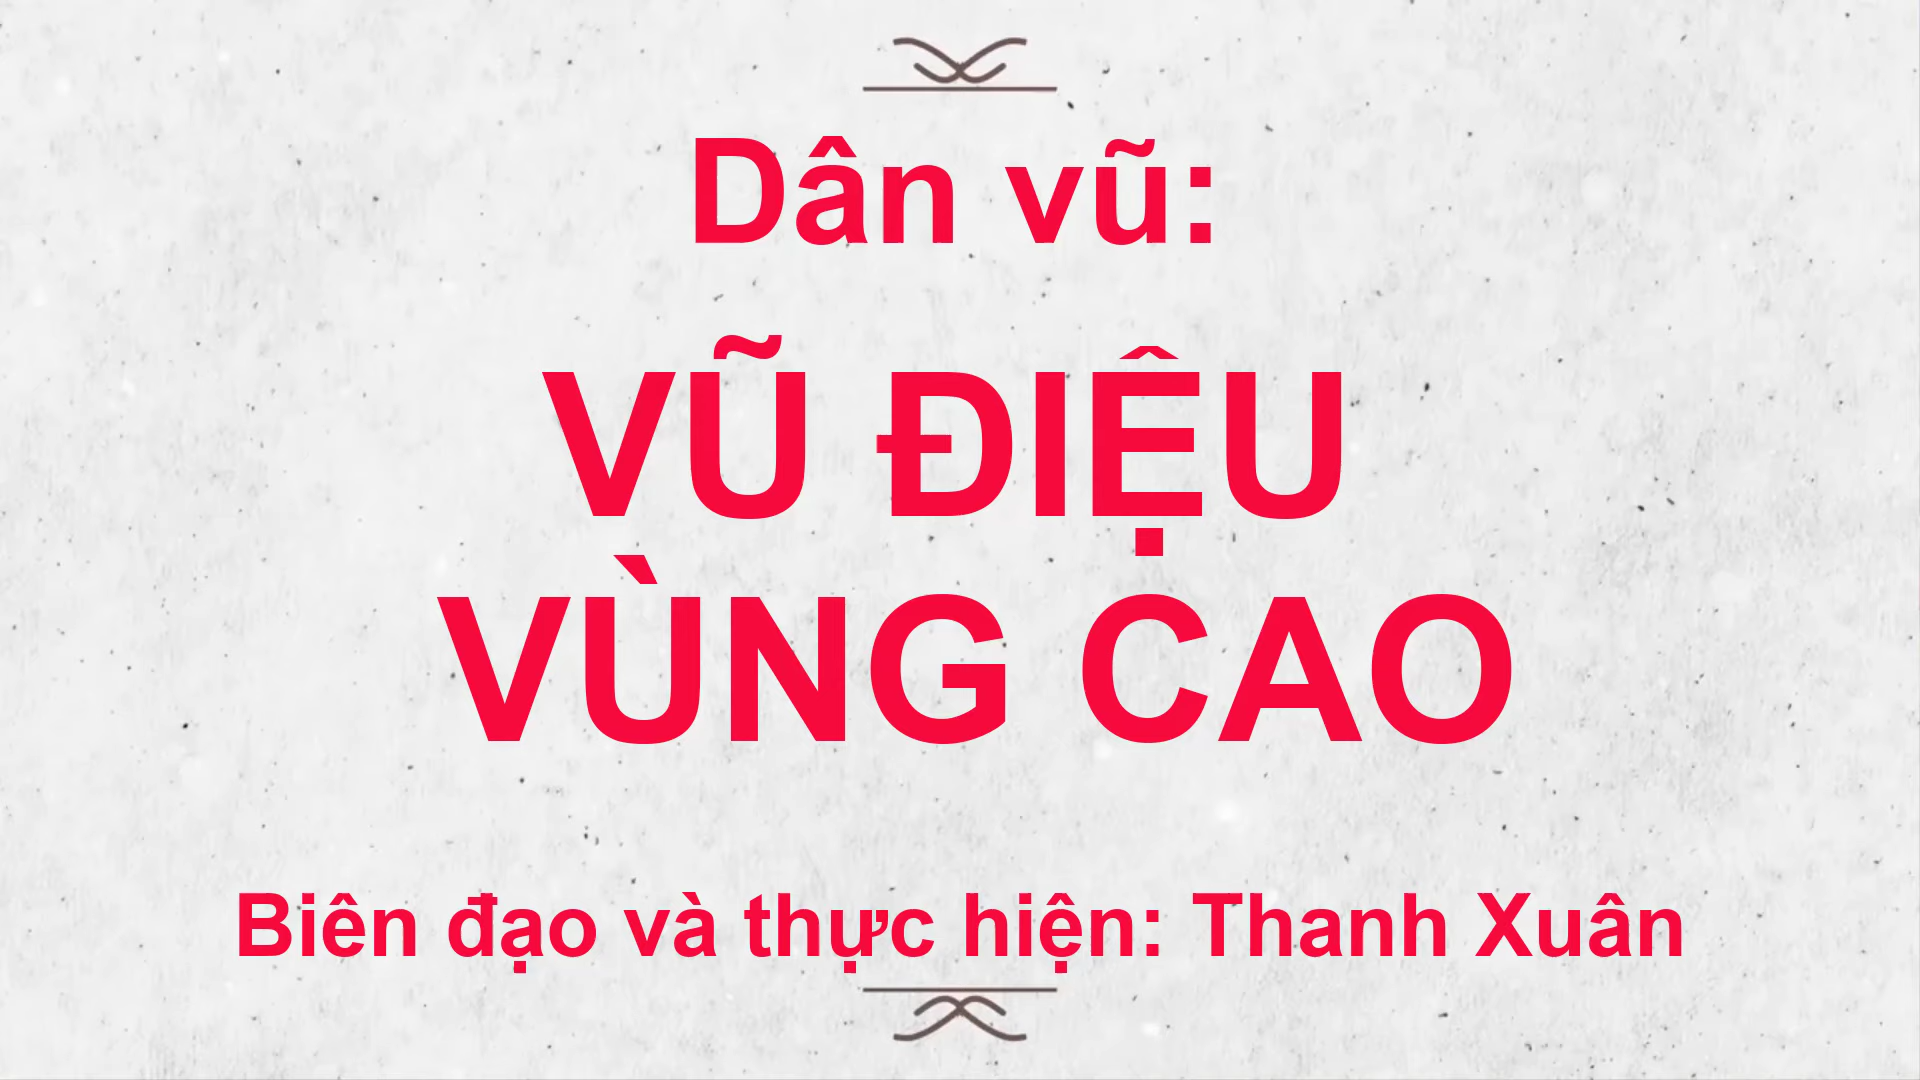 Dân vũ:
VŨ ĐIỆU
VÙNG CAO
Biên đạo và thực hiện: Thanh Xuân